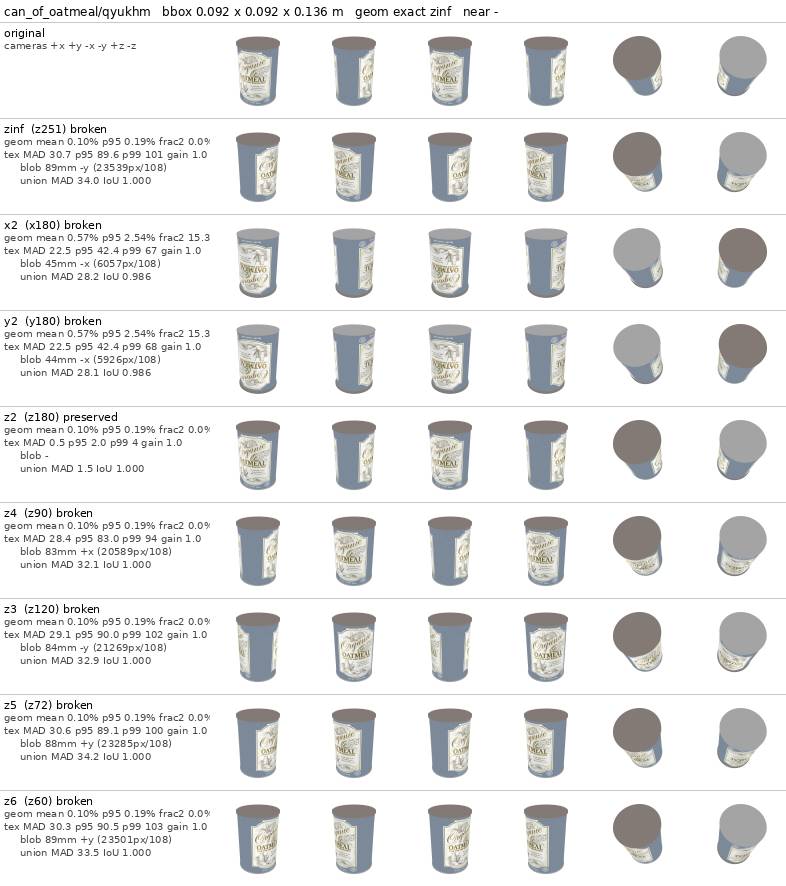 can_of_oatmeal/qyukhm   bbox 0.092 x 0.092 x 0.136 m   geom exact zinf   near -
original
cameras +x +y -x -y +z -z
zinf  (z251) broken
geom mean 0.10% p95 0.19% frac2 0.0%
tex MAD 30.7 p95 89.6 p99 101 gain 1.0
blob 89mm -y (23539px/108)
union MAD 34.0 IoU 1.000
x2  (x180) broken
geom mean 0.57% p95 2.54% frac2 15.3
tex MAD 22.5 p95 42.4 p99 67 gain 1.0
blob 45mm -x (6057px/108)
union MAD 28.2 IoU 0.986
y2  (y180) broken
geom mean 0.57% p95 2.54% frac2 15.3
tex MAD 22.5 p95 42.4 p99 68 gain 1.0
blob 44mm -x (5926px/108)
union MAD 28.1 IoU 0.986
z2  (z180) preserved
geom mean 0.10% p95 0.19% frac2 0.0%
tex MAD 0.5 p95 2.0 p99 4 gain 1.0
blob -
union MAD 1.5 IoU 1.000
z4  (z90) broken
geom mean 0.10% p95 0.19% frac2 0.0%
tex MAD 28.4 p95 83.0 p99 94 gain 1.0
blob 83mm +x (20589px/108)
union MAD 32.1 IoU 1.000
z3  (z120) broken
geom mean 0.10% p95 0.19% frac2 0.0%
tex MAD 29.1 p95 90.0 p99 102 gain 1.0
blob 84mm -y (21269px/108)
union MAD 32.9 IoU 1.000
Organic
OATMEAL
z5  (z72) broken
geom mean 0.10% p95 0.19% frac2 0.0%
tex MAD 30.6 p95 89.1 p99 100 gain 1.0
blob 88mm +y (23285px/108)
union MAD 34.2 IoU 1.000
z6  (z60) broken
geom mean 0.10% p95 0.19% frac2 0.0%
tex MAD 30.3 p95 90.5 p99 103 gain 1.0
blob 89mm +y (23501px/108)
union MAD 33.5 IoU 1.000